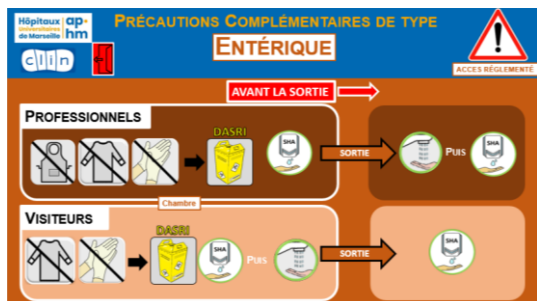 Hôpitaux
Universitaires
de Marseille
ap•
hm
clin
PRÉCAUTIONS COMPLÉMENTAIRES DE TYPE
ENTÉRIQUE
ACCES RÉGLEMENTÉ
AVANT LA SORTIE
PROFESSIONNELS
DASRI
SHA
SORTIE
PUIS
SHA
Chambre
VISITEURS
DASRI
SHA
PUIS
SORTIE
SHA